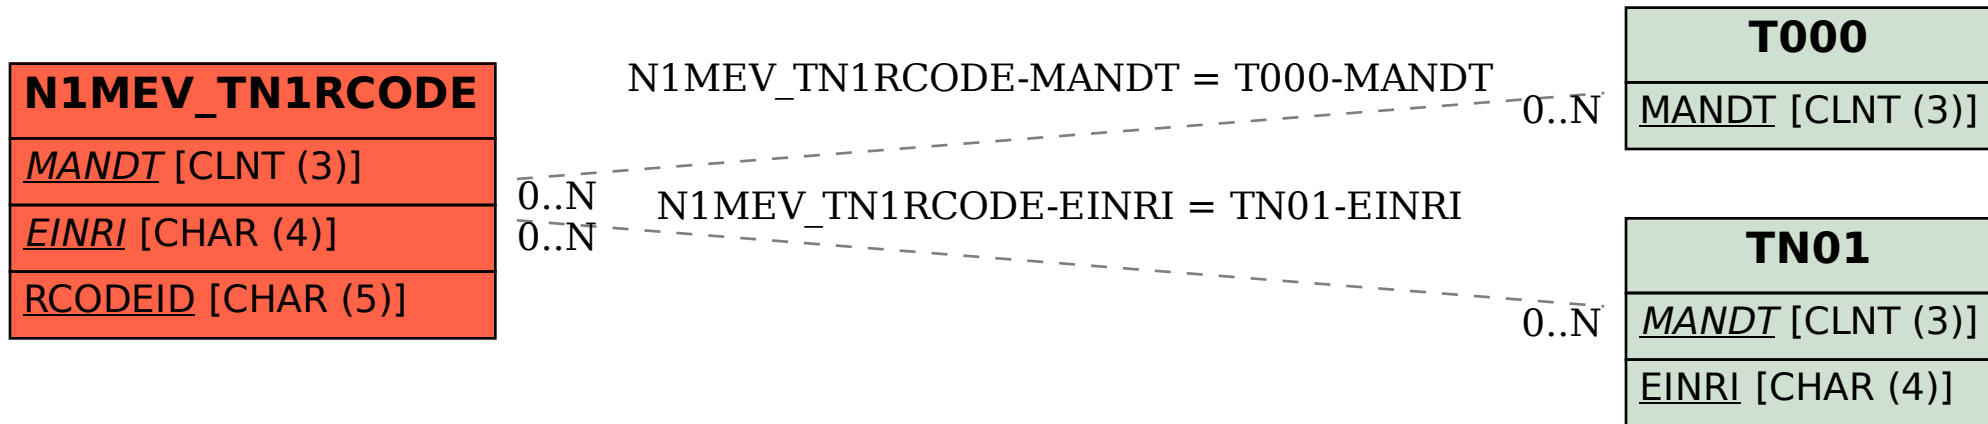 N1MEV_TN1RCODE
MANDT [CLNT (3)]
EINRI [CHAR (4)]
RCODEID [CHAR (5)]
N1MEV_TN1RCODE-MANDT = T000-MANDT
0..N
0..N
N1MEV_TN1RCODE-EINRI = TN01-EINRI
0..N
0..N
T000
MANDT [CLNT (3)]
TN01
MANDT [CLNT (3)]
EINRI [CHAR (4)]